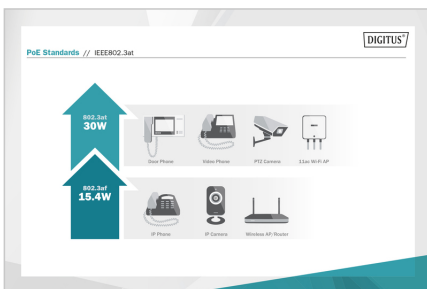 DIGITUS®
PoE Standards // IEEE802.3at
802.3at
30W
Door Phone
Video Phone
PTZ Camera
11ac Wi-Fi AP
802.3af
15.4W
IP Phone
IP Camera
Wireless AP/Router